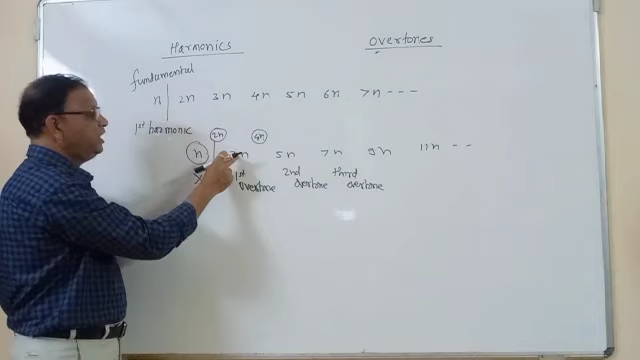 Harmonics Overtones
fundamental
n 2n 3n 4n 5n 6n 7n ---
1st harmonic
2n 4n
n 5n 7n 9n 11n --
1st 2nd third
overtone overtone overtone